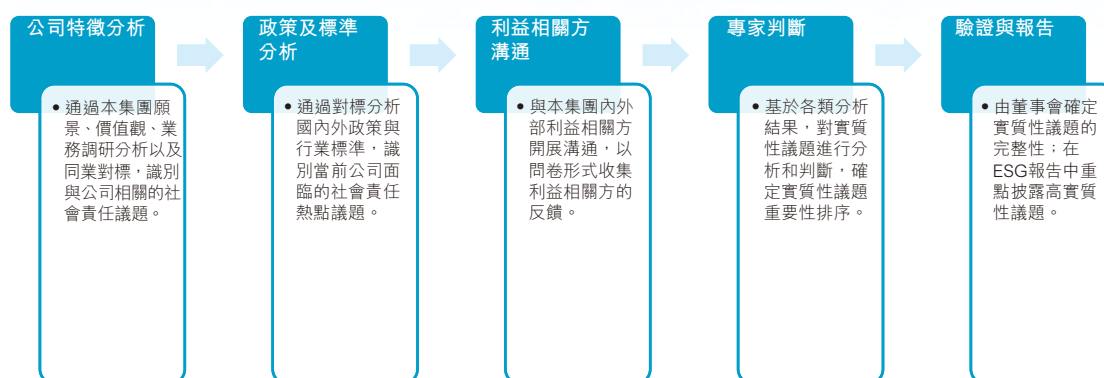 公司特徵分析
• 通過本集團願
景、價值觀、業
務調研分析以及
同業對標，識別
與公司相關的社
會責任議題。
政策及標準
分析
• 通過對標分析
國內外政策與
行業標準，識
別當前公司面
臨的社會責任
熱點議題。
利益相關方
溝通
• 與本集團內外
部利益相關方
開展溝通，以
問卷形式收集
利益相關方的
反饋。
專家判斷
• 基於各類分析
結果，對實質
性議題進行分
析和判斷，確
定實質性議題
重要性排序。
驗證與報告
• 由董事會確定
實質性議題的
完整性；在
ESG報告中重
點披露高實質
性議題。